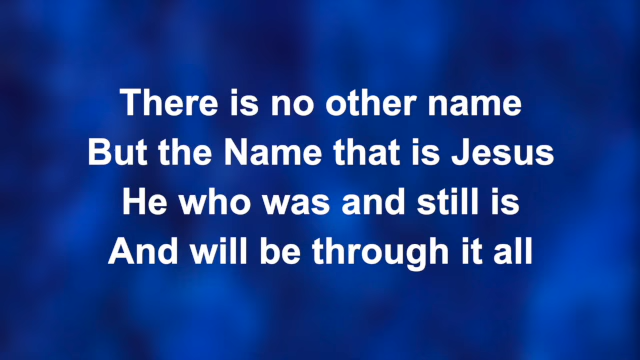 There is no other name
But the Name that is Jesus
He who was and still is
And will be through it all